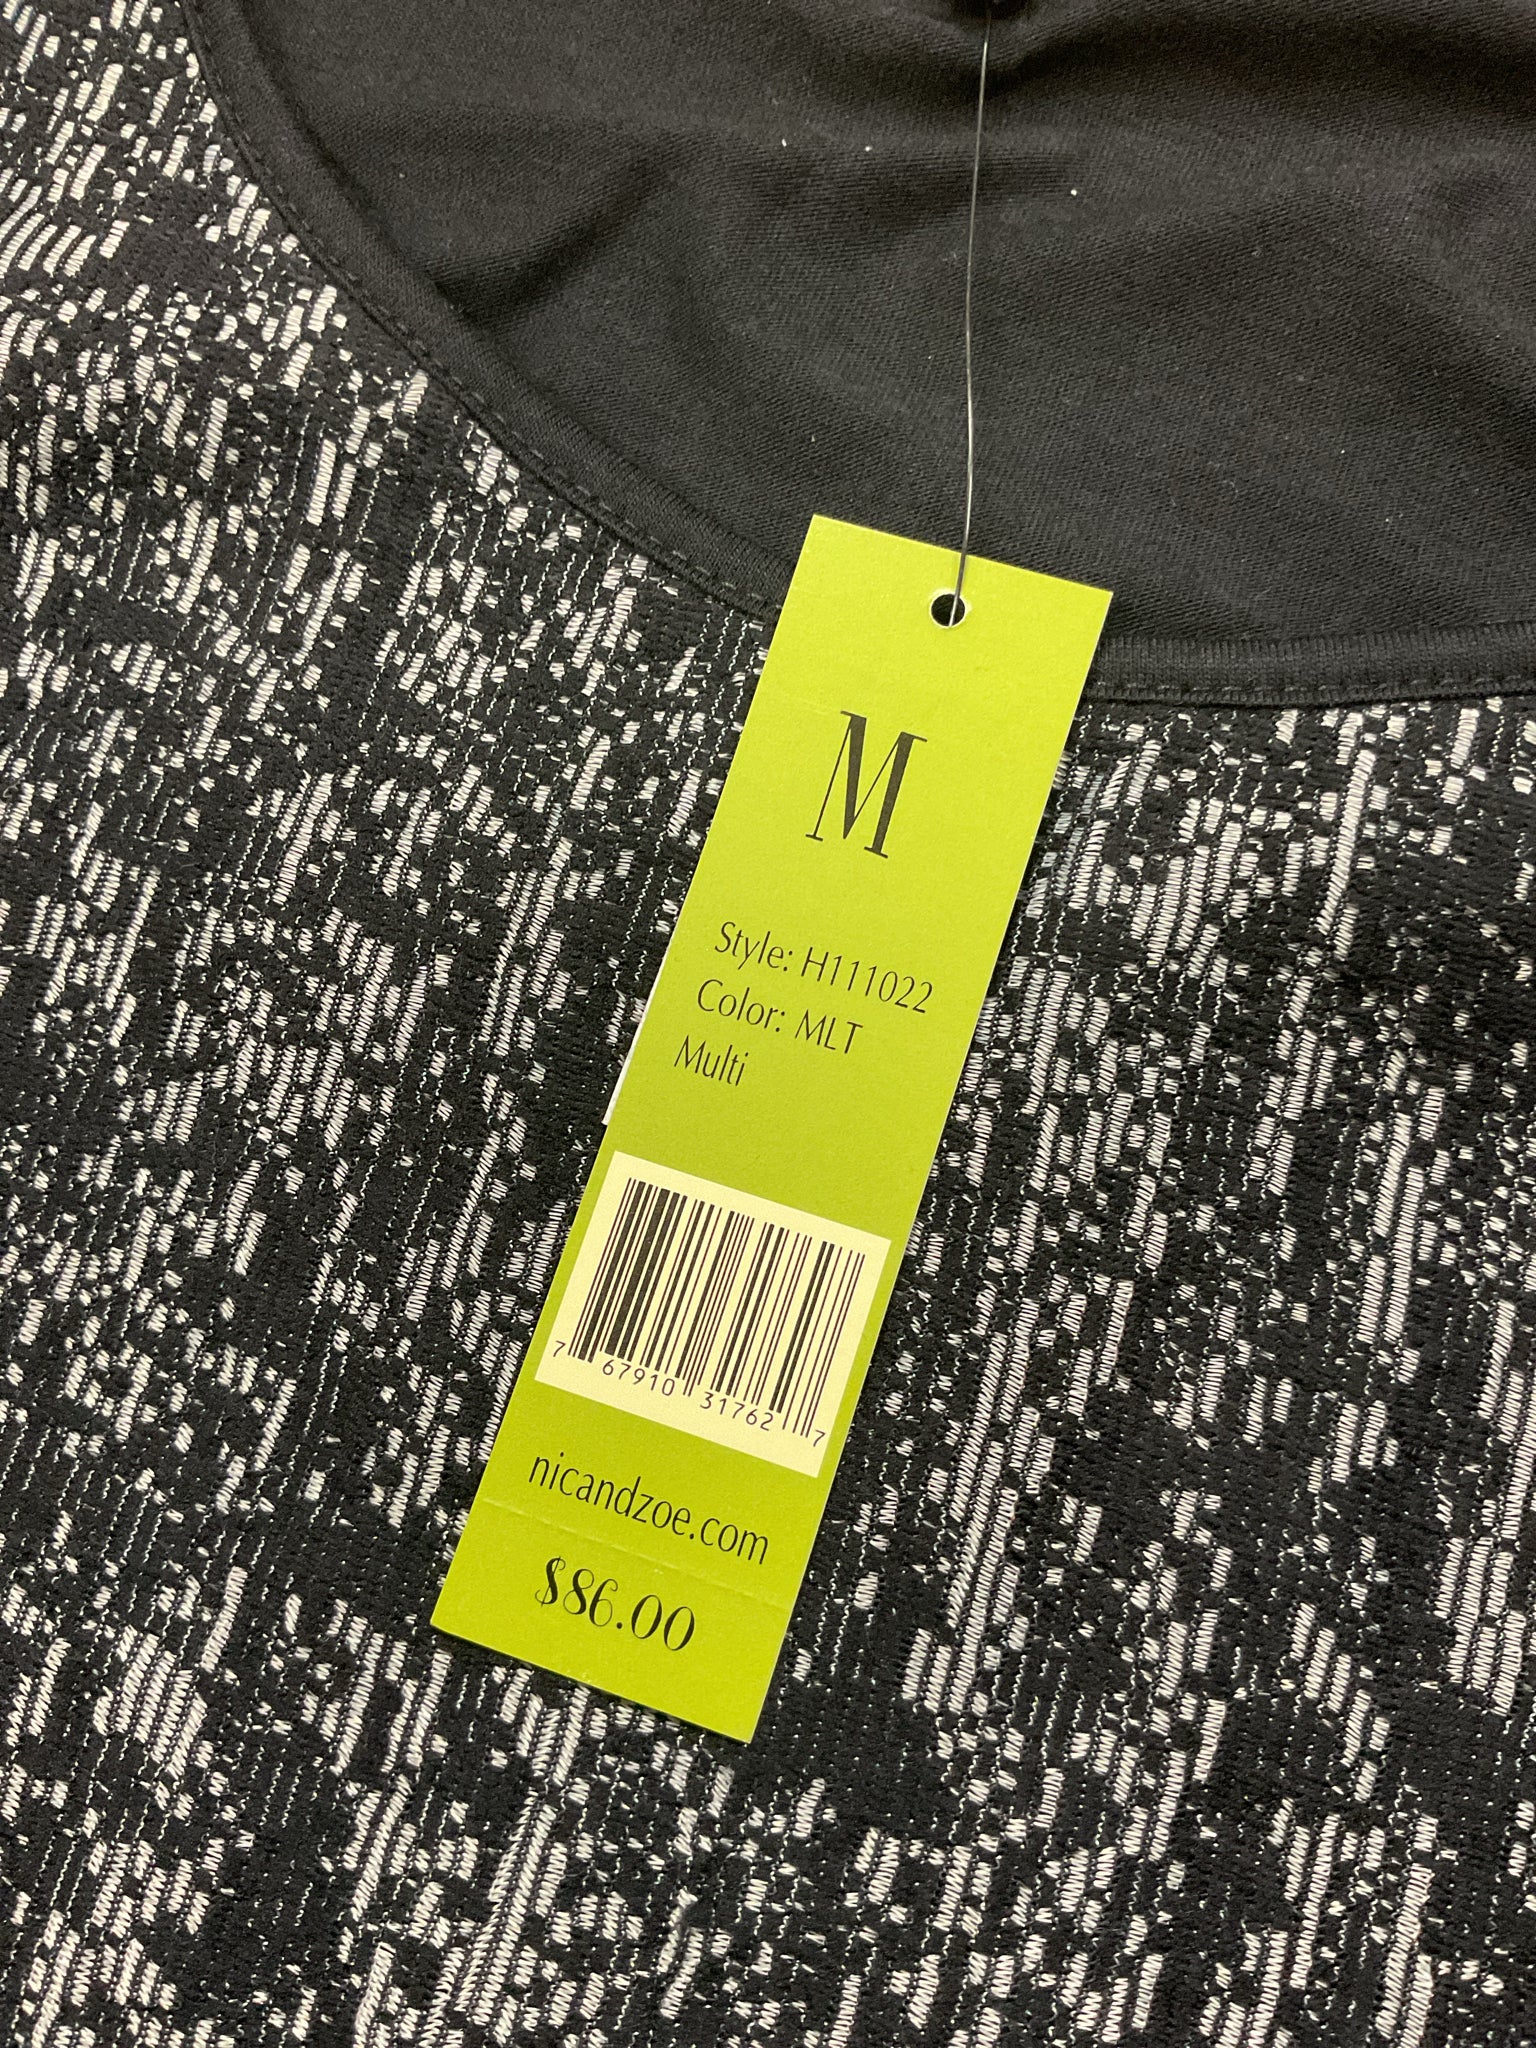 M
Style: H111022
Color: MLT
Multi
7 67910 31762 7
nicandzoe.com
$86.00